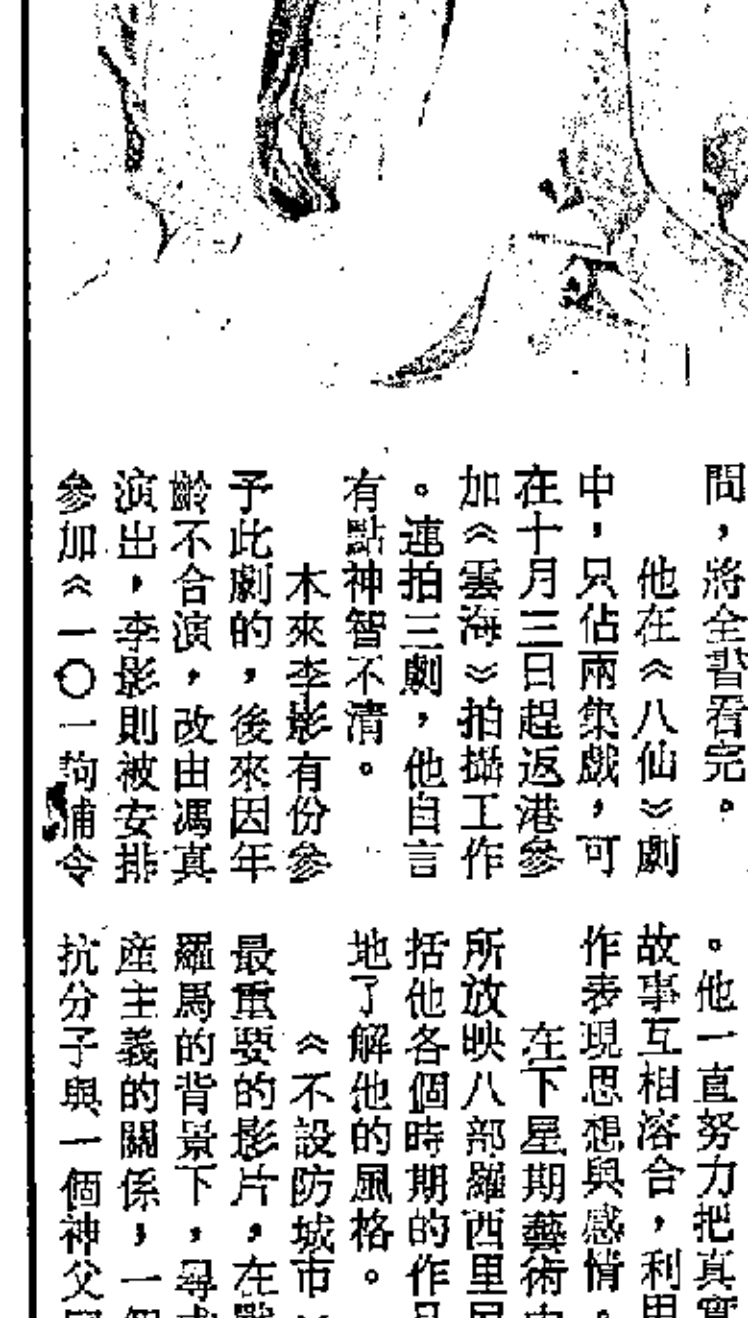 問，將全書看完。
他在《八仙》劇
中，只佔兩集戲，可
在十月三日趕返港參
加《雲海》拍攝工作
。連拍三劇，他自言
有點神智不清。
本來李影有份參
予此劇的，後來因年
齡不合演，改由馮真
演出，李影則被安排
參加《一〇一拘捕令
。他一直努力把真實
故事互相溶合，利用
作表現思想與感情。
在下星期藝術
所放映八部羅西里尼
括他各個時期的作品
地了解他的風格。
《不設防城市》
最重要的影片，在戰
羅馬的背景下，尋求
產主義的關係，一個
抗分子與一個神父